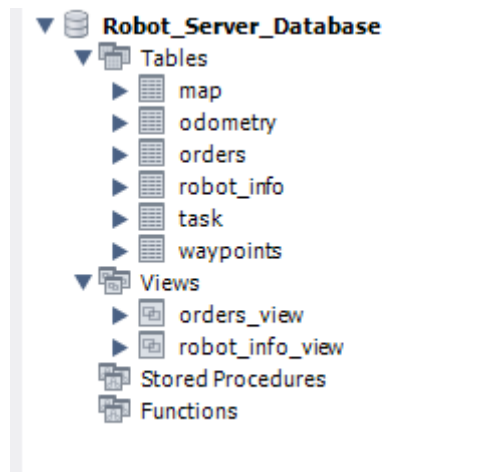 Robot_Server_Database
Tables
map
odometry
orders
robot_info
task
waypoints
Views
orders_view
robot_info_view
Stored Procedures
Functions